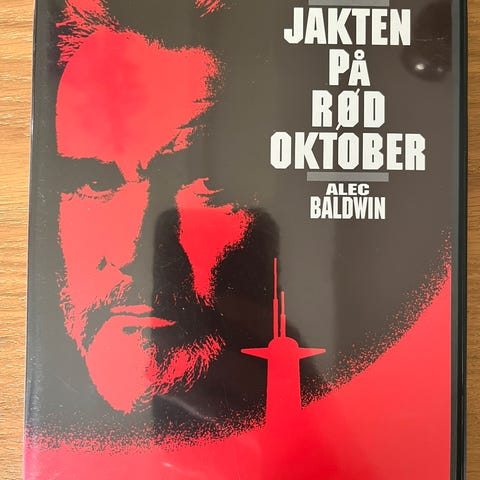 JAKTEN
PÅ
RØD
OKTOBER
ALEC
BALDWIN